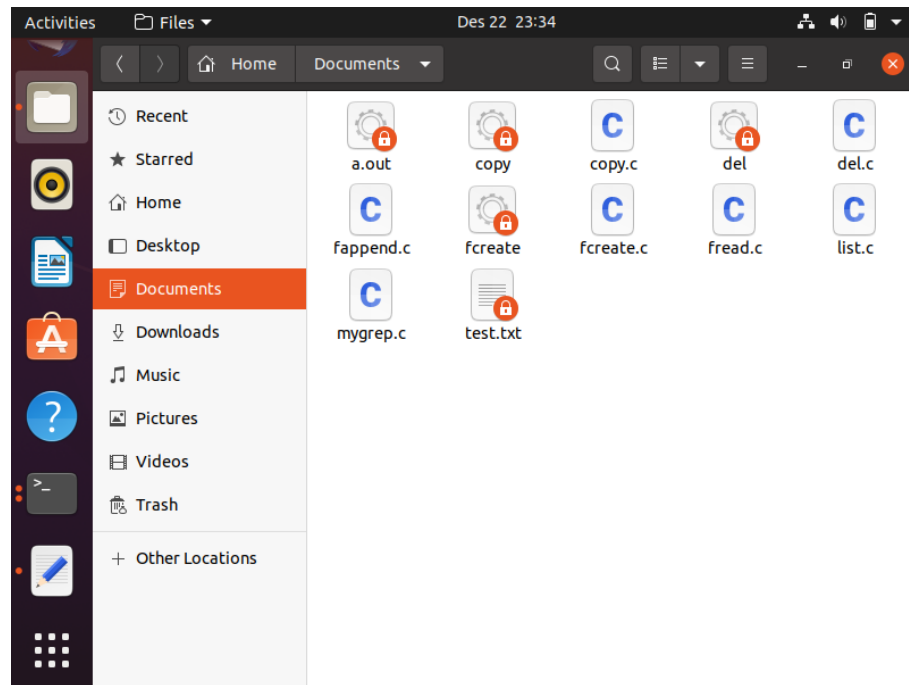 Activities Files Des 22 23:34
Home Documents
Recent
Starred
Home
Desktop
Documents
Downloads
Music
Pictures
Videos
Trash
+ Other Locations
a.out copy copy.c del del.c
fappend.c fcreate fcreate.c fread.c list.c
mygrep.c test.txt